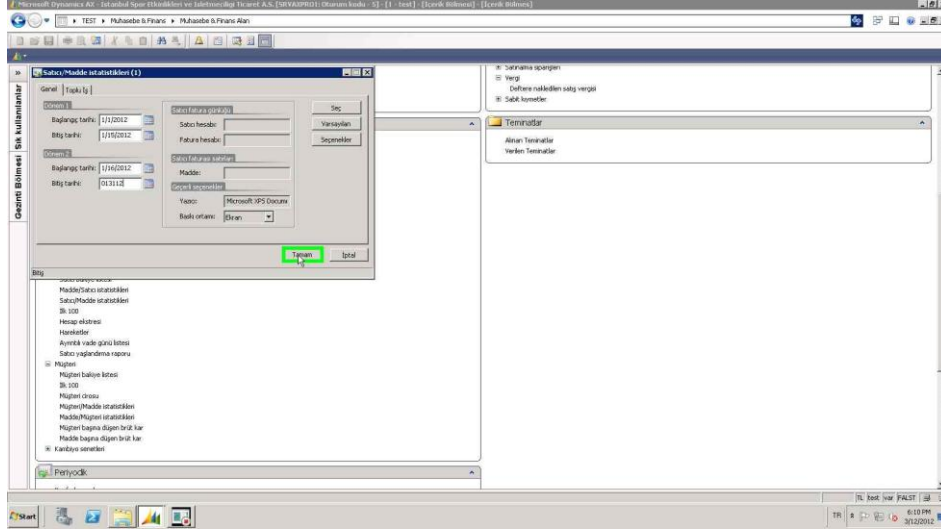 Microsoft Dynamics AX - İstanbul Spor Etkinlikleri ve İşletmeciliği Ticaret A.S. [SRVAXPRO1: Oturum kodu - 5] - [1 - test] - [İçerik Bölmesi] - [İçerik Bölmesi]
TEST ▸ Muhasebe & Finans ▸ Muhasebe & Finans Alan
Satıcı/Madde istatistikleri (1)
Genel Toplu İş
Dönem 1
Başlangıç tarihi: 1/1/2012
Bitiş tarihi: 1/15/2012
Dönem 2
Başlangıç tarihi: 1/16/2012
Bitiş tarihi: 013112
Satıcı fatura günlüğü
Satıcı hesabı:
Fatura hesabı:
Satıcı faturası satırları
Madde:
Geçerli seçenekler
Yazıcı: Microsoft XPS Docume
Baskı ortamı: Ekran
Seç
Varsayılan
Seçenekler
Tamam
İptal
Bitiş
Sık kullanılanlar
Gezinti Bölmesi
Satınalma siparişleri
Vergi
Deftere nakledilen satış vergisi
Sabit kıymetler
Teminatlar
Alınan Teminatlar
Verilen Teminatler
Satıcı bakiye listesi
Madde/Satıcı istatistikleri
Satıcı/Madde istatistikleri
İlk 100
Hesap ekstresi
Hareketler
Ayrıntılı vade günü listesi
Satıcı yaşlandırma raporu
Müşteri
Müşteri bakiye listesi
İlk 100
Müşteri cirosu
Müşteri/Madde istatistikleri
Madde/Müşteri istatistikleri
Müşteri başına düşen brüt kar
Madde başına düşen brüt kar
Kambiyo senetleri
Periyodik
TL test var FALST
Start
TR
6:10 PM
3/12/2012